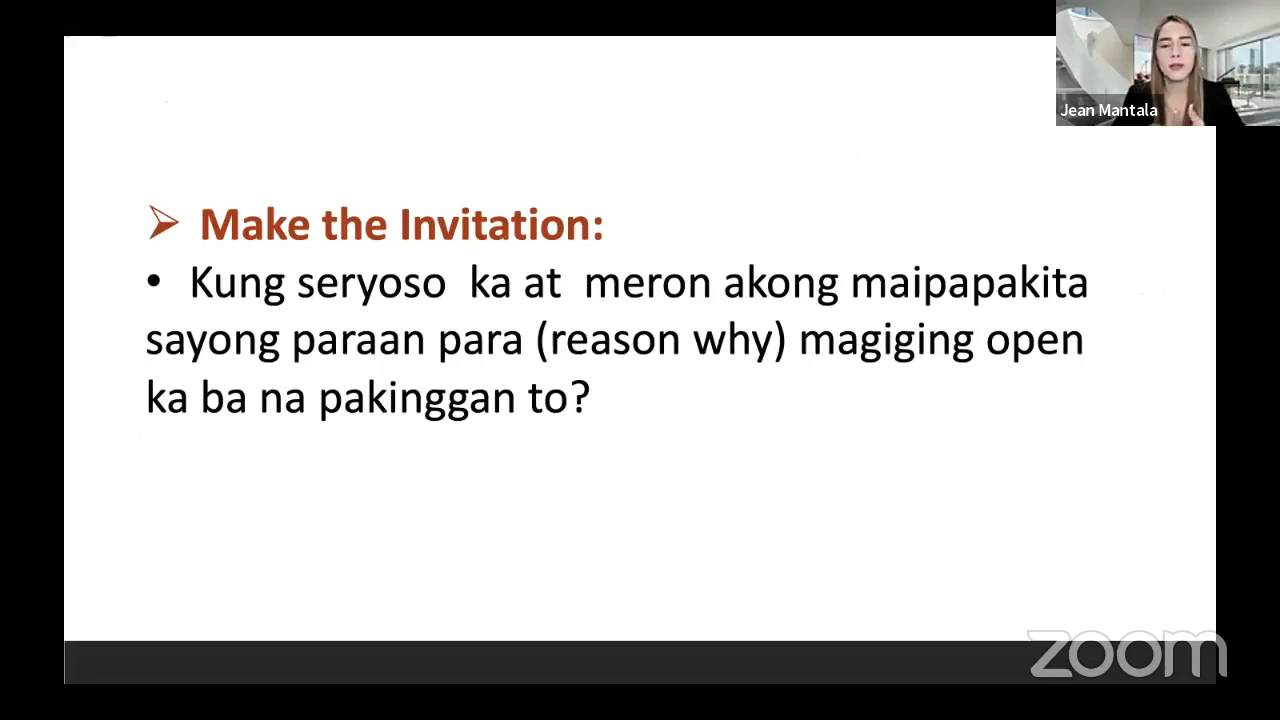 Jean Mantala
➢ Make the Invitation:
• Kung seryoso ka at meron akong maipapakita
sayong paraan para (reason why) magiging open
ka ba na pakinggan to?
zoom